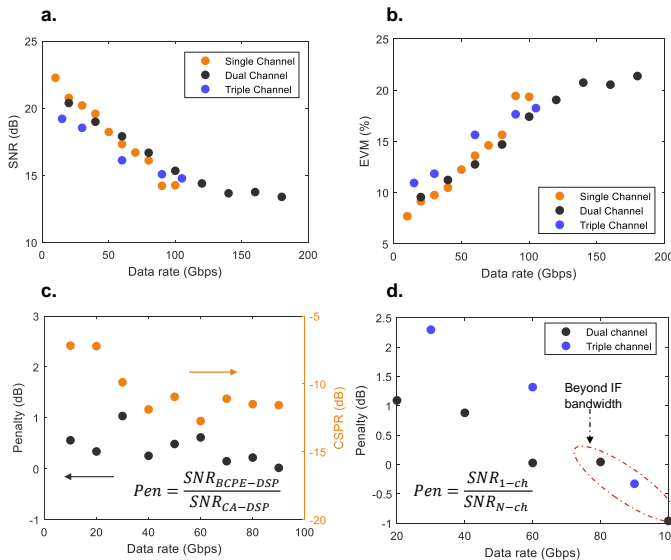 a.
25
20
15
10
0
50
100
150
200
SNR
(dB)
Data rate (Gbps)
Single Channel
Dual Channel
Triple Channel
b.
25
20
15
10
5
0
50
100
150
200
EVM (%)
Data rate (Gbps)
Single Channel
Dual Channel
Triple Channel
c.
3
2
1
0
-1
0
20
40
60
80
100
-5
-10
-15
-20
Penalty (dB)
CSPR (dB)
Data rate (Gbps)
Pen = SNR_{BCPE-DSP} / SNR_{CA-DSP}
d.
2.5
2
1.5
1
0.5
0
-0.5
-1
20
40
60
80
100
Penalty (dB)
Data rate (Gbps)
Dual channel
Triple channel
Beyond IF
bandwidth
Pen = SNR_{1-ch} / SNR_{N-ch}